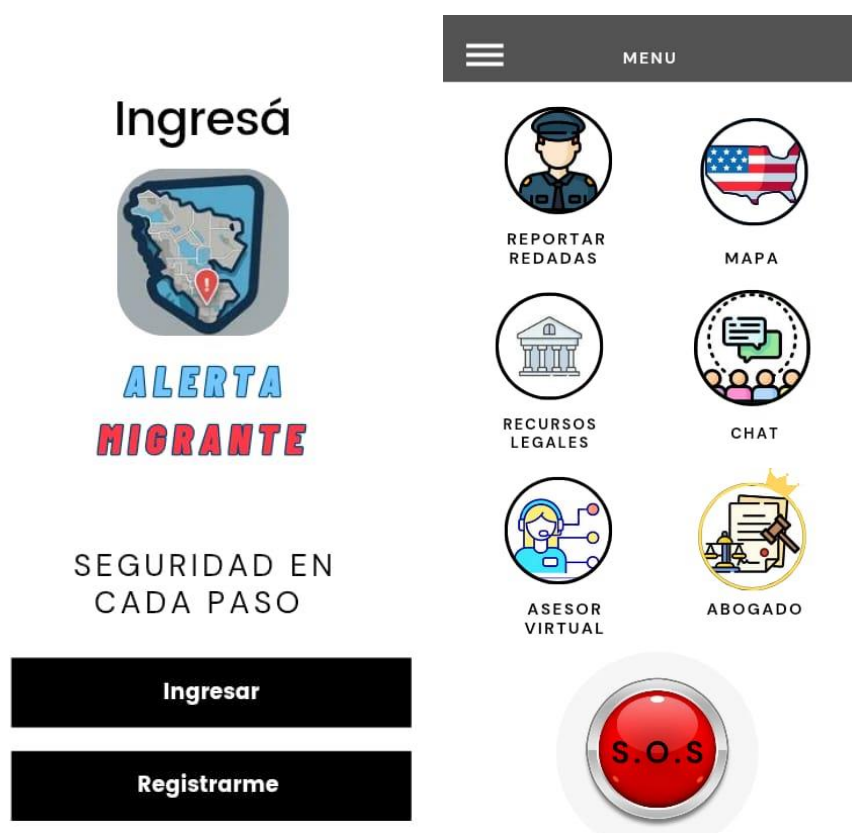 Ingresá
ALERTA
MIGRANTE
SEGURIDAD EN
CADA PASO
Ingresar
Registrarme
MENU
REPORTAR
REDADAS
MAPA
RECURSOS
LEGALES
CHAT
ASESOR
VIRTUAL
ABOGADO
S.O.S